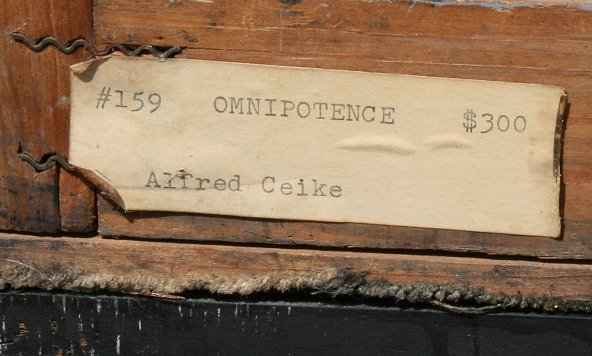 #159 OMNIPOTENCE $300
Alfred Ceike